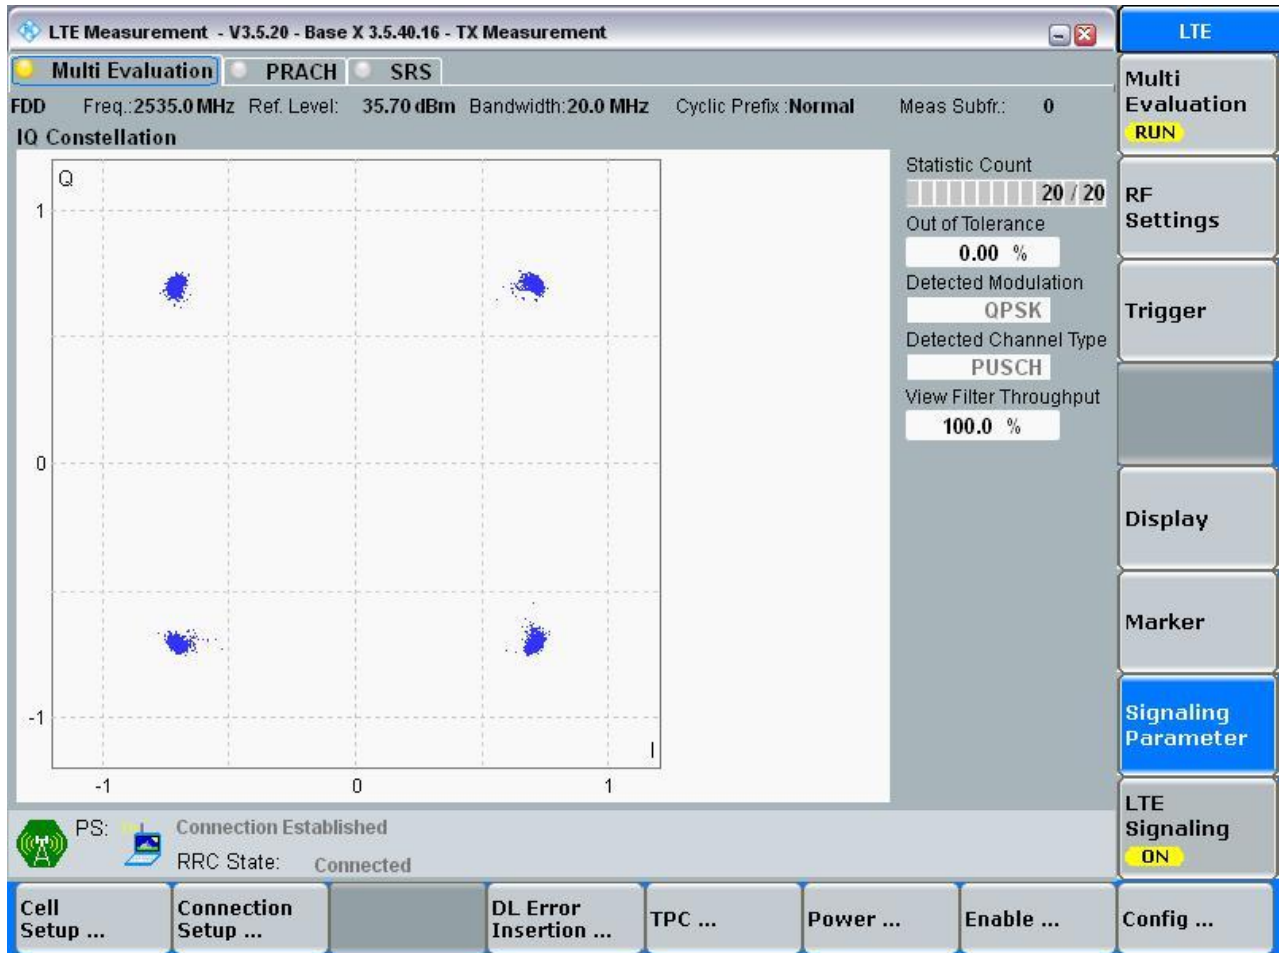 LTE Measurement - V3.5.20 - Base X 3.5.40.16 - TX Measurement
LTE
Multi Evaluation PRACH SRS
FDD Freq.:2535.0 MHz Ref. Level: 35.70 dBm Bandwidth:20.0 MHz Cyclic Prefix :Normal Meas Subfr.: 0
IQ Constellation
Q
1
0
-1
I
-1 0 1
Statistic Count
20 / 20
Out of Tolerance
0.00 %
Detected Modulation
QPSK
Detected Channel Type
PUSCH
View Filter Throughput
100.0 %
Multi
Evaluation
RUN
RF
Settings
Trigger
Display
Marker
Signaling
Parameter
LTE
Signaling
ON
PS: Connection Established
RRC State: Connected
Cell
Setup ...
Connection
Setup ...
DL Error
Insertion ...
TPC ...
Power ...
Enable ...
Config ...